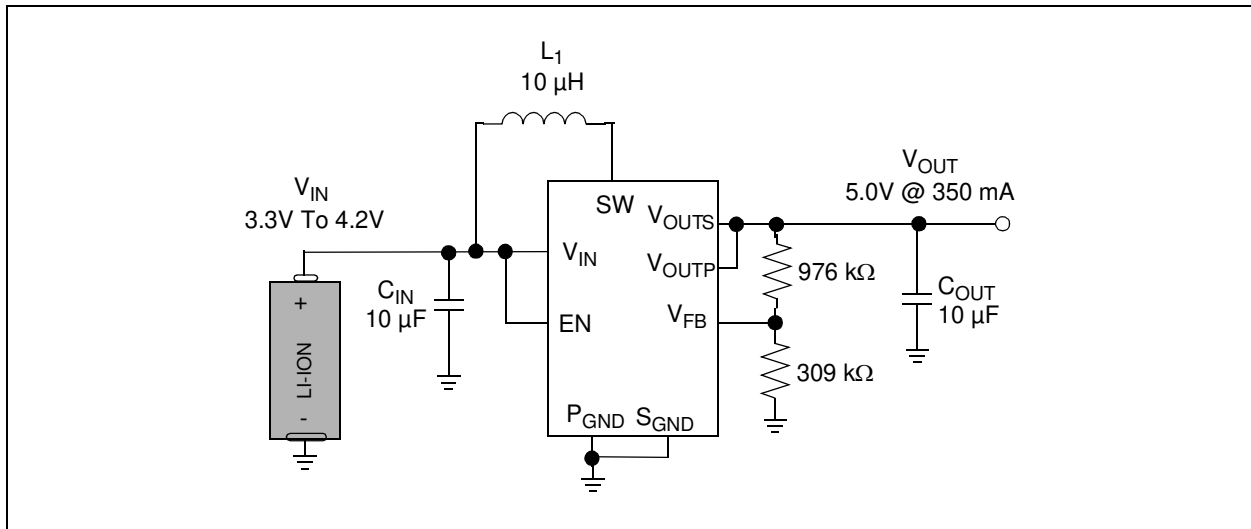 L1
10 µH
VIN
3.3V To 4.2V
VOUT
5.0V @ 350 mA
SW
VOUTS
VIN
VOUTP
976 kΩ
CIN
10 µF
COUT
10 µF
EN
VFB
+
LI-ION
-
309 kΩ
PGND SGND